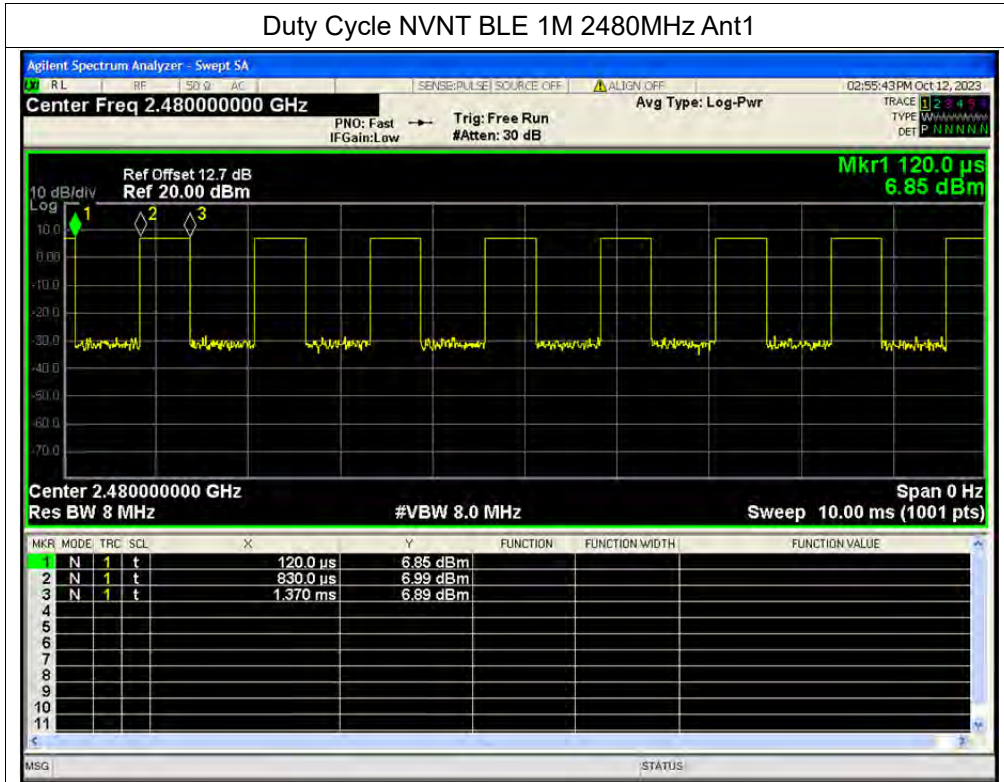 Duty Cycle NVNT BLE 1M 2480MHz Ant1
Agilent Spectrum Analyzer - Swept SA
RL RF 50 Ω AC SENSE:PULSE SOURCE OFF ALIGN OFF 02:55:43 PM Oct 12, 2023
Center Freq 2.480000000 GHz Avg Type: Log-Pwr TRACE 1 2 3 4 5 6
PNO: Fast Trig: Free Run TYPE W
IFGain:Low #Atten: 30 dB DET P N N N N N
Mkr1 120.0 µs
Ref Offset 12.7 dB
10 dB/div Ref 20.00 dBm 6.85 dBm
Log
1 2 3
10.0
0.00
-10.0
-20.0
-30.0
-40.0
-50.0
-60.0
-70.0
Center 2.480000000 GHz Span 0 Hz
Res BW 8 MHz #VBW 8.0 MHz Sweep 10.00 ms (1001 pts)
MKR MODE TRC SCL X Y FUNCTION FUNCTION WIDTH FUNCTION VALUE
1 N 1 t 120.0 µs 6.85 dBm
2 N 1 t 830.0 µs 6.99 dBm
3 N 1 t 1.370 ms 6.89 dBm
4
5
6
7
8
9
10
11
MSG STATUS